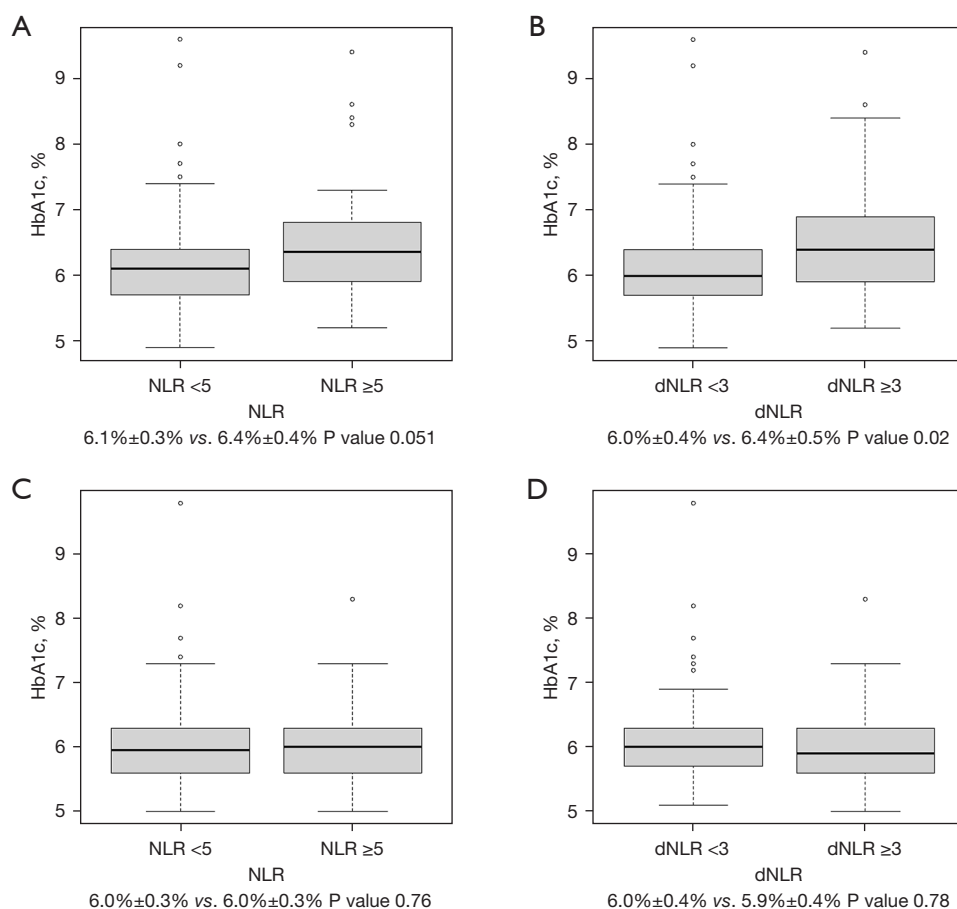 A
HbA1c, %
9
8
7
6
5
NLR <5
NLR ≥5
NLR
6.1%±0.3% vs. 6.4%±0.4% P value 0.051
B
HbA1c, %
9
8
7
6
5
dNLR <3
dNLR ≥3
dNLR
6.0%±0.4% vs. 6.4%±0.5% P value 0.02
C
HbA1c, %
9
8
7
6
5
NLR <5
NLR ≥5
NLR
6.0%±0.3% vs. 6.0%±0.3% P value 0.76
D
HbA1c, %
9
8
7
6
5
dNLR <3
dNLR ≥3
dNLR
6.0%±0.4% vs. 5.9%±0.4% P value 0.78